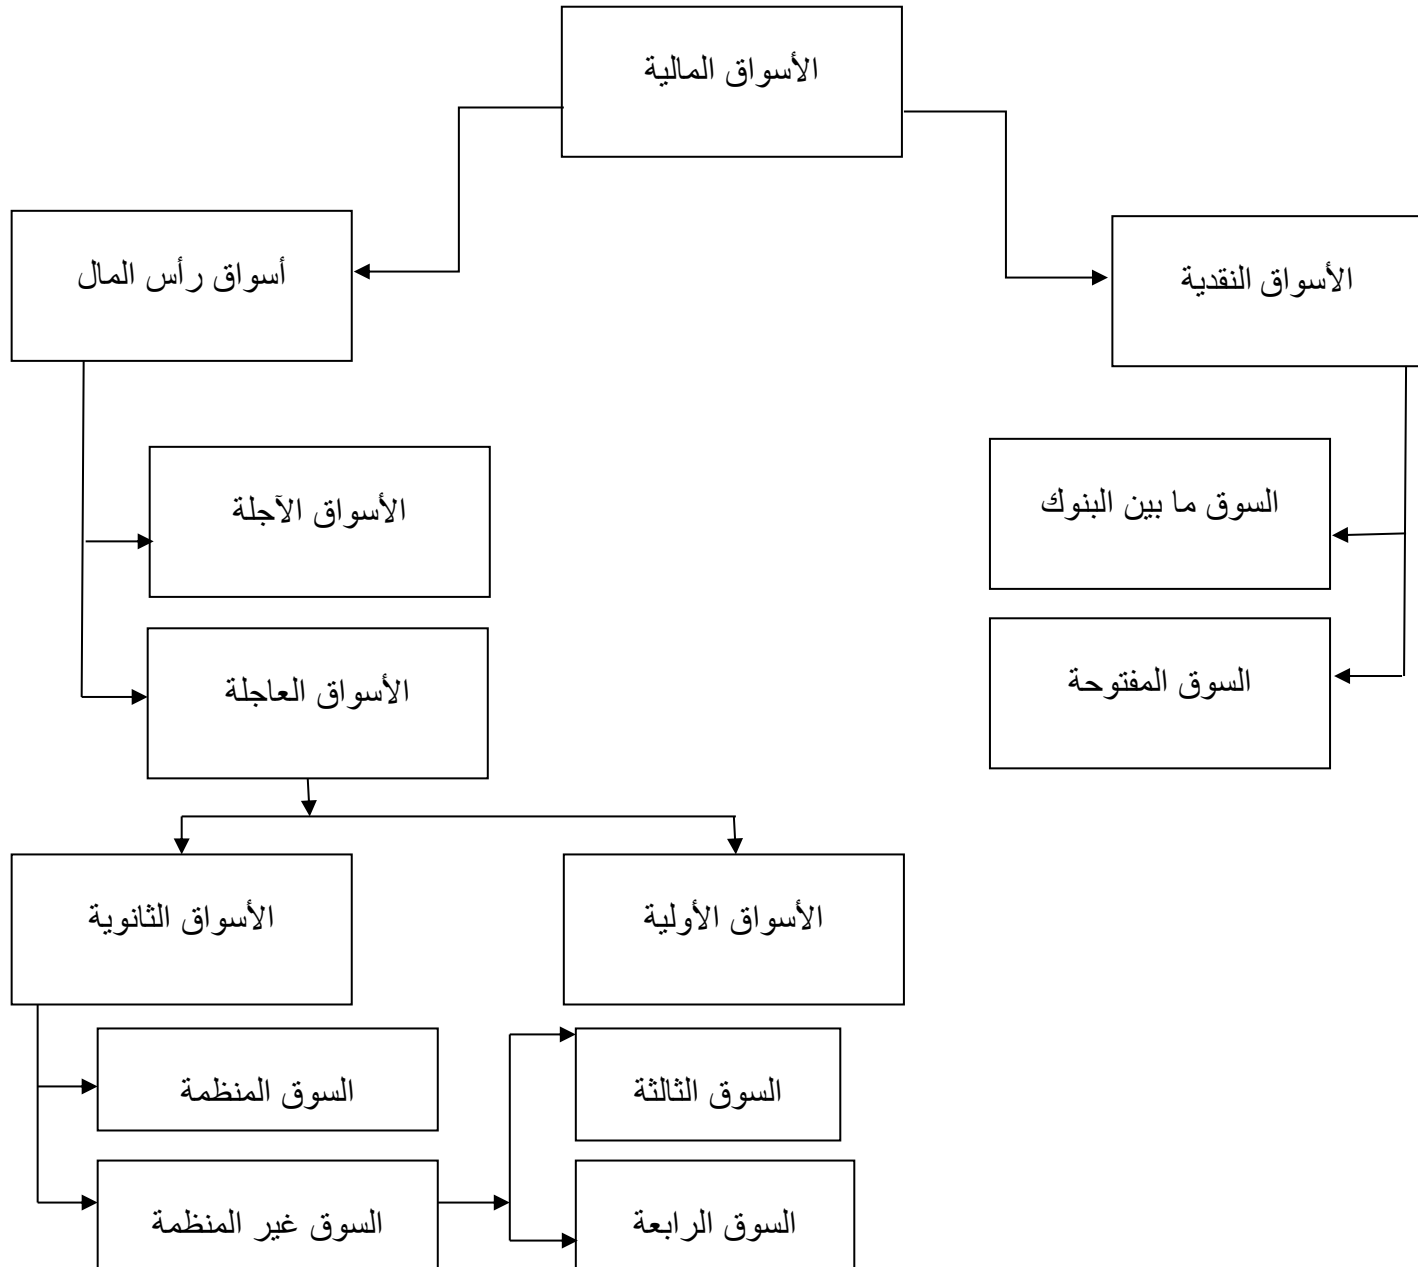 الأسواق المالية
الأسواق النقدية
أسواق رأس المال
السوق ما بين البنوك
الأسواق الآجلة
السوق المفتوحة
الأسواق العاجلة
الأسواق الأولية
الأسواق الثانوية
السوق الثالثة
السوق المنظمة
السوق الرابعة
السوق غير المنظمة